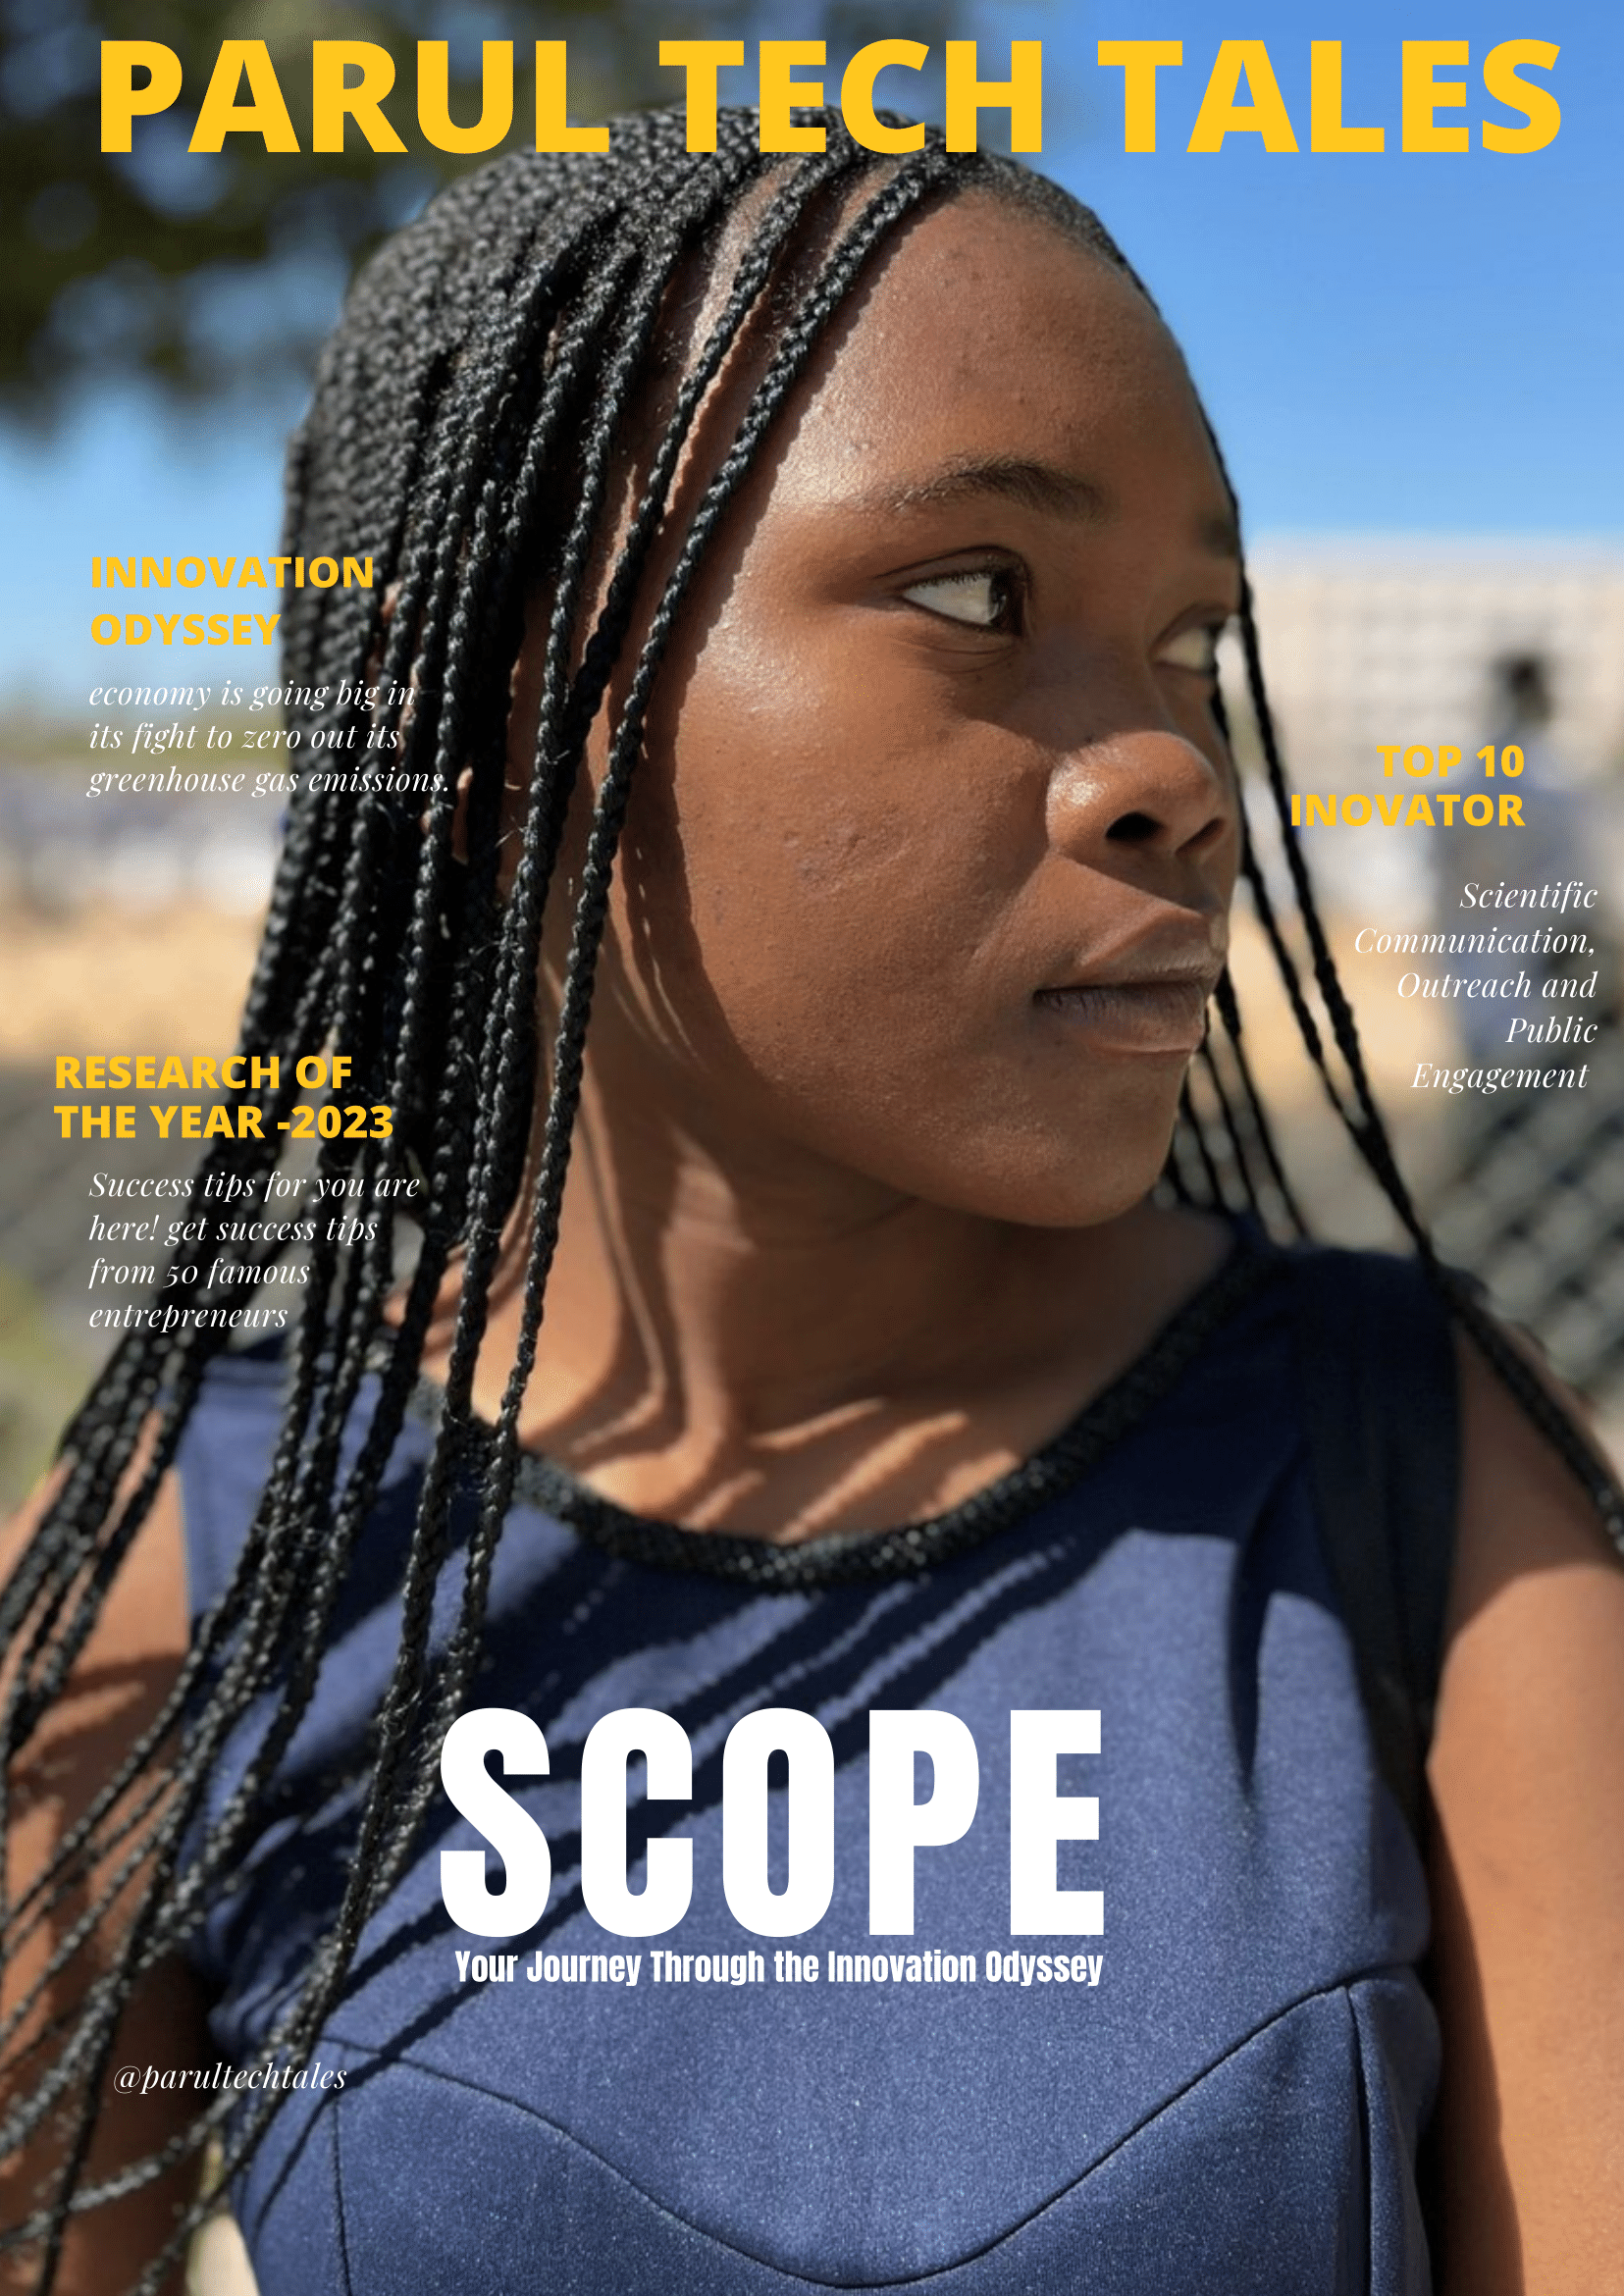 PARUL TECH TALES
INNOVATION
ODYSSEY
economy is going big in
its fight to zero out its
greenhouse gas emissions.
TOP 10
INOVATOR
Scientific
Communication,
Outreach and
Public
Engagement
RESEARCH OF
THE YEAR -2023
Success tips for you are
here! get success tips
from 50 famous
entrepreneurs
SCOPE
Your Journey Through the Innovation Odyssey
@parultechtales